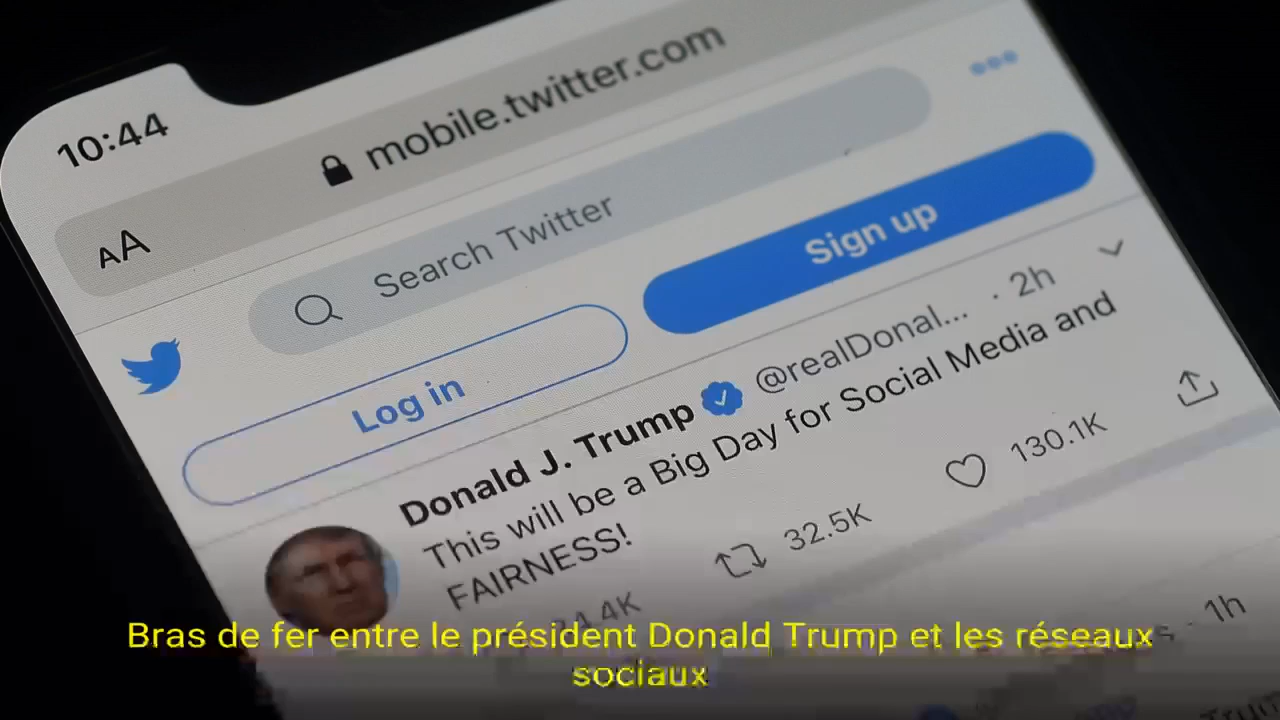 10:44
AA
mobile.twitter.com
Search Twitter
Log in
Sign up
Donald J. Trump @realDonal... · 2h
This will be a Big Day for Social Media and
FAIRNESS!
32.5K
130.1K
1h
Bras de fer entre le président Donald Trump et les réseaux
sociaux